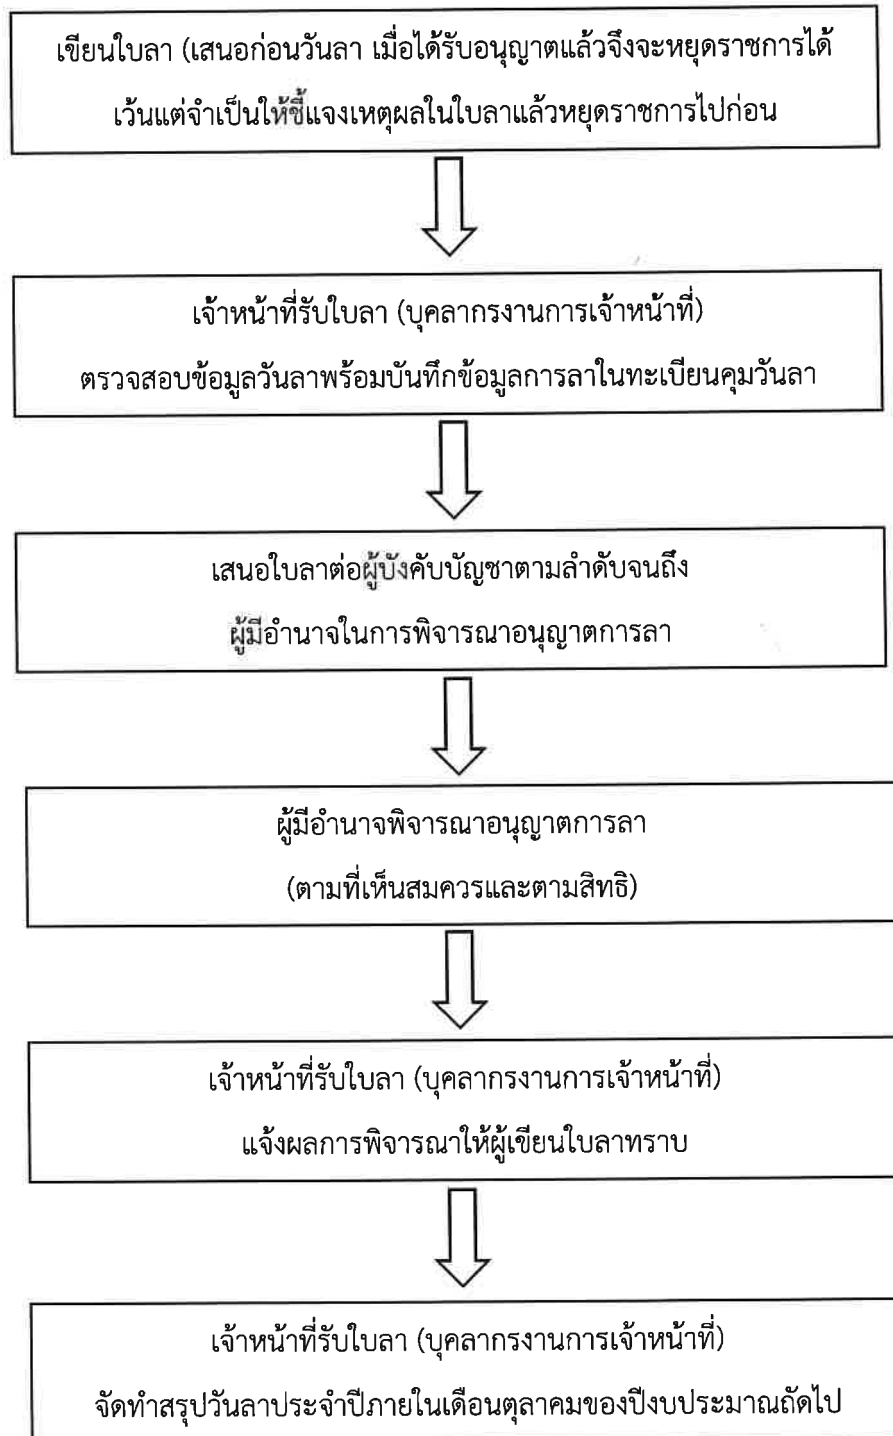 เขียนใบลา (เสนอก่อนวันลา เมื่อได้รับอนุญาตแล้วจึงจะหยุดราชการได้
เว้นแต่จำเป็นให้ชี้แจงเหตุผลในใบลาแล้วหยุดราชการไปก่อน
เจ้าหน้าที่รับใบลา (บุคลากรงานการเจ้าหน้าที่)
ตรวจสอบข้อมูลวันลาพร้อมบันทึกข้อมูลการลาในทะเบียนคุมวันลา
เสนอใบลาต่อผู้บังคับบัญชาตามลำดับจนถึง
ผู้มีอำนาจในการพิจารณาอนุญาตการลา
ผู้มีอำนาจพิจารณาอนุญาตการลา
(ตามที่เห็นสมควรและตามสิทธิ)
เจ้าหน้าที่รับใบลา (บุคลากรงานการเจ้าหน้าที่)
แจ้งผลการพิจารณาให้ผู้เขียนใบลาทราบ
เจ้าหน้าที่รับใบลา (บุคลากรงานการเจ้าหน้าที่)
จัดทำสรุปวันลาประจำปีภายในเดือนตุลาคมของปีงบประมาณถัดไป